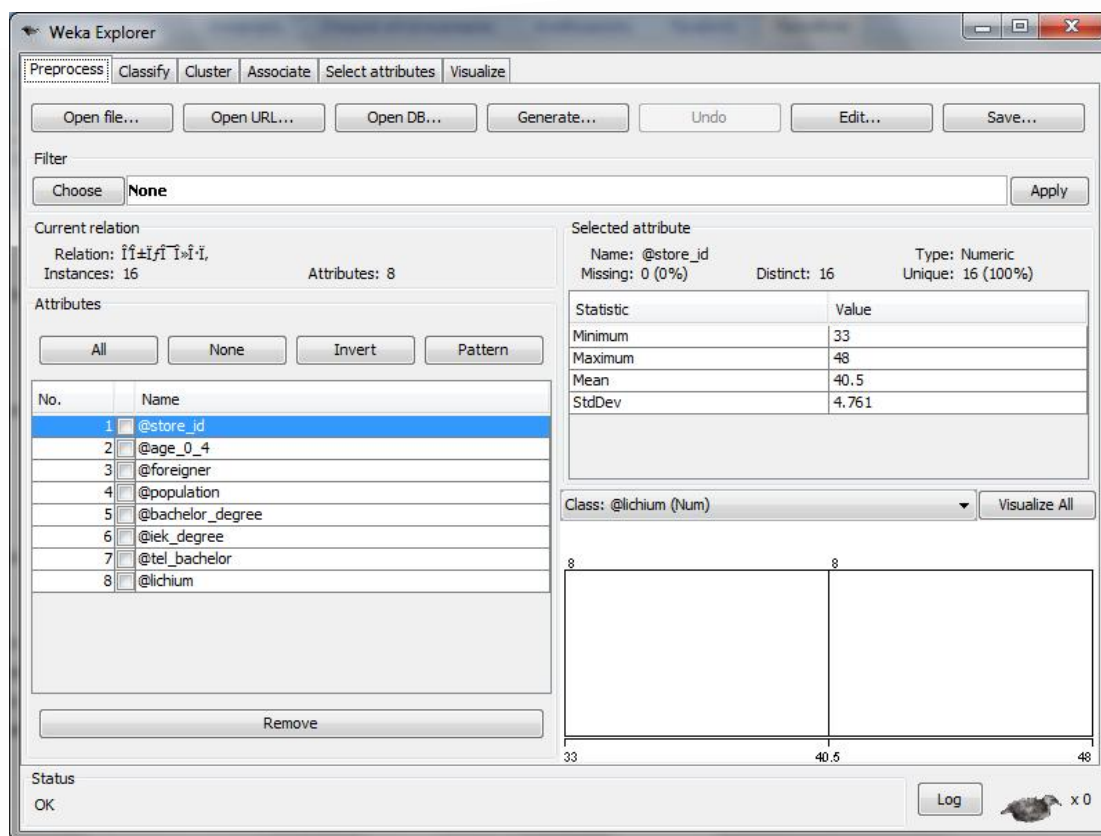 Weka Explorer
Preprocess Classify Cluster Associate Select attributes Visualize
Open file... Open URL... Open DB... Generate... Undo Edit... Save...
Filter
Choose None Apply
Current relation
Relation:
Instances: 16 Attributes: 8
Attributes
All None Invert Pattern
No. Name
1 @store_id
2 @age_0_4
3 @foreigner
4 @population
5 @bachelor_degree
6 @iek_degree
7 @tel_bachelor
8 @lichium
Remove
Selected attribute
Name: @store_id Type: Numeric
Missing: 0 (0%) Distinct: 16 Unique: 16 (100%)
Statistic Value
Minimum 33
Maximum 48
Mean 40.5
StdDev 4.761
Class: @lichium (Num) Visualize All
8 8
33 40.5 48
Status
OK
Log x 0